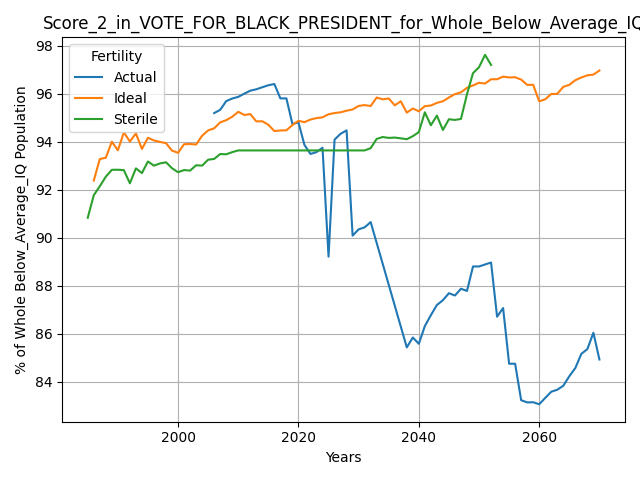 Score_2_in_VOTE_FOR_BLACK_PRESIDENT_for_Whole_Below_Average_IQ
Fertility
Actual
Ideal
Sterile
98
96
94
92
90
88
86
84
% of Whole Below_Average_IQ Population
2000
2020
2040
2060
Years